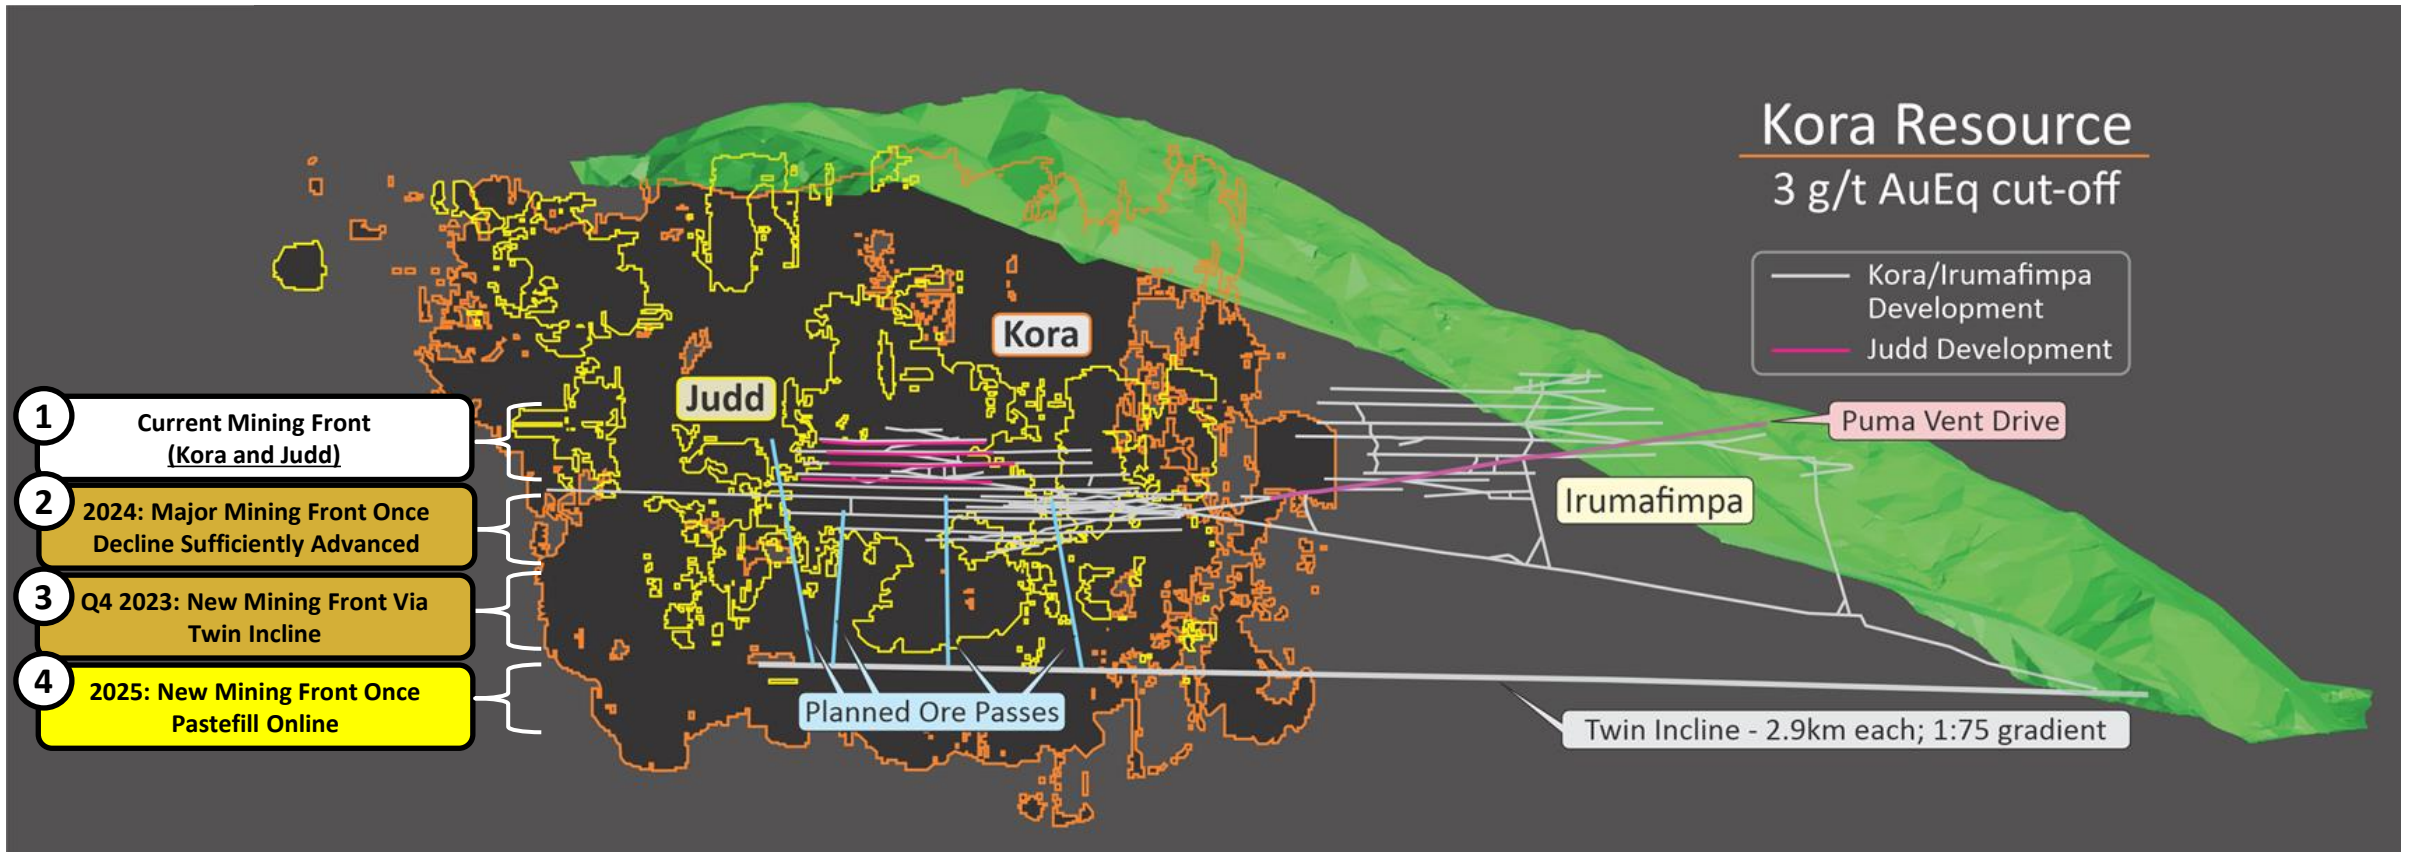 Kora Resource
3 g/t AuEq cut-off
Kora/Irumafimpa
Development
Judd Development
Kora
Judd
1
Current Mining Front
(Kora and Judd)
2
2024: Major Mining Front Once
Decline Sufficiently Advanced
3
Q4 2023: New Mining Front Via
Twin Incline
4
2025: New Mining Front Once
Pastefill Online
Puma Vent Drive
Irumafimpa
Planned Ore Passes
Twin Incline - 2.9km each; 1:75 gradient